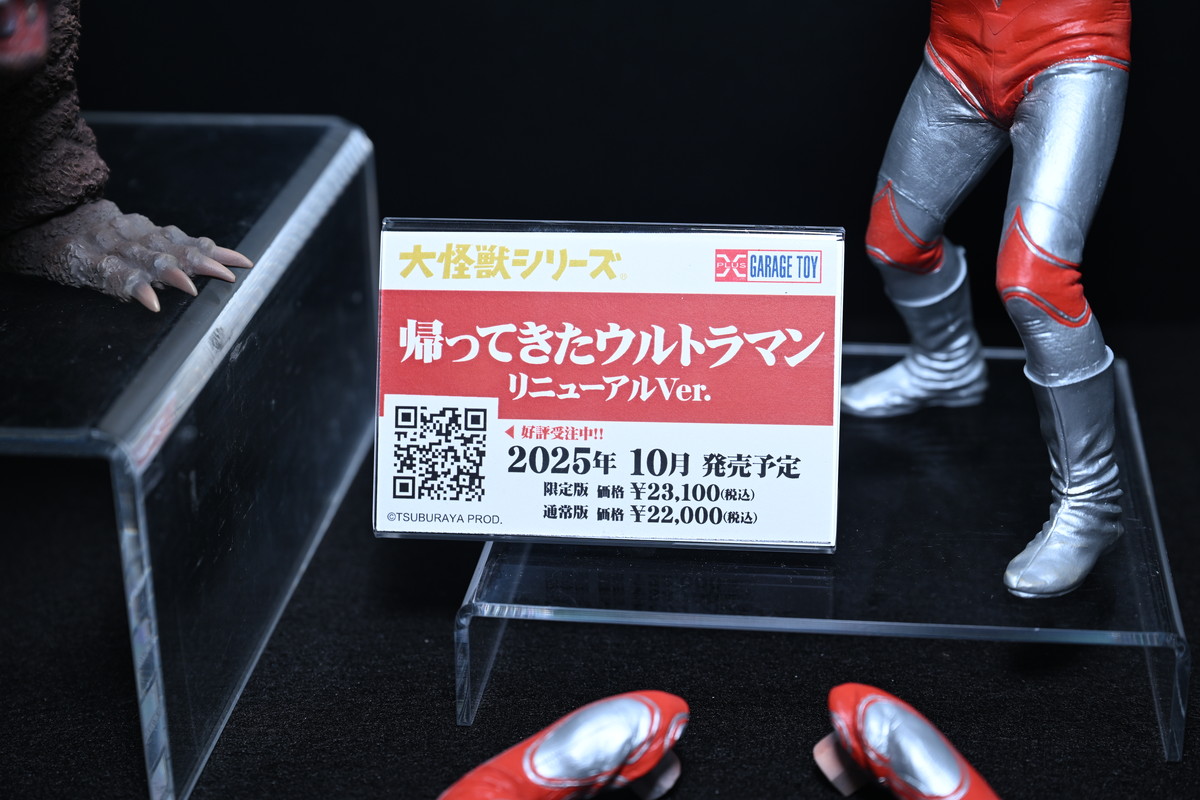 大怪獣シリーズ®
X PLUS GARAGE TOY
帰ってきたウルトラマン
リニューアルVer.
◀ 好評受注中!!
2025年 10月 発売予定
限定版 価格 ¥23,100(税込)
通常版 価格 ¥22,000(税込)
©TSUBURAYA PROD.